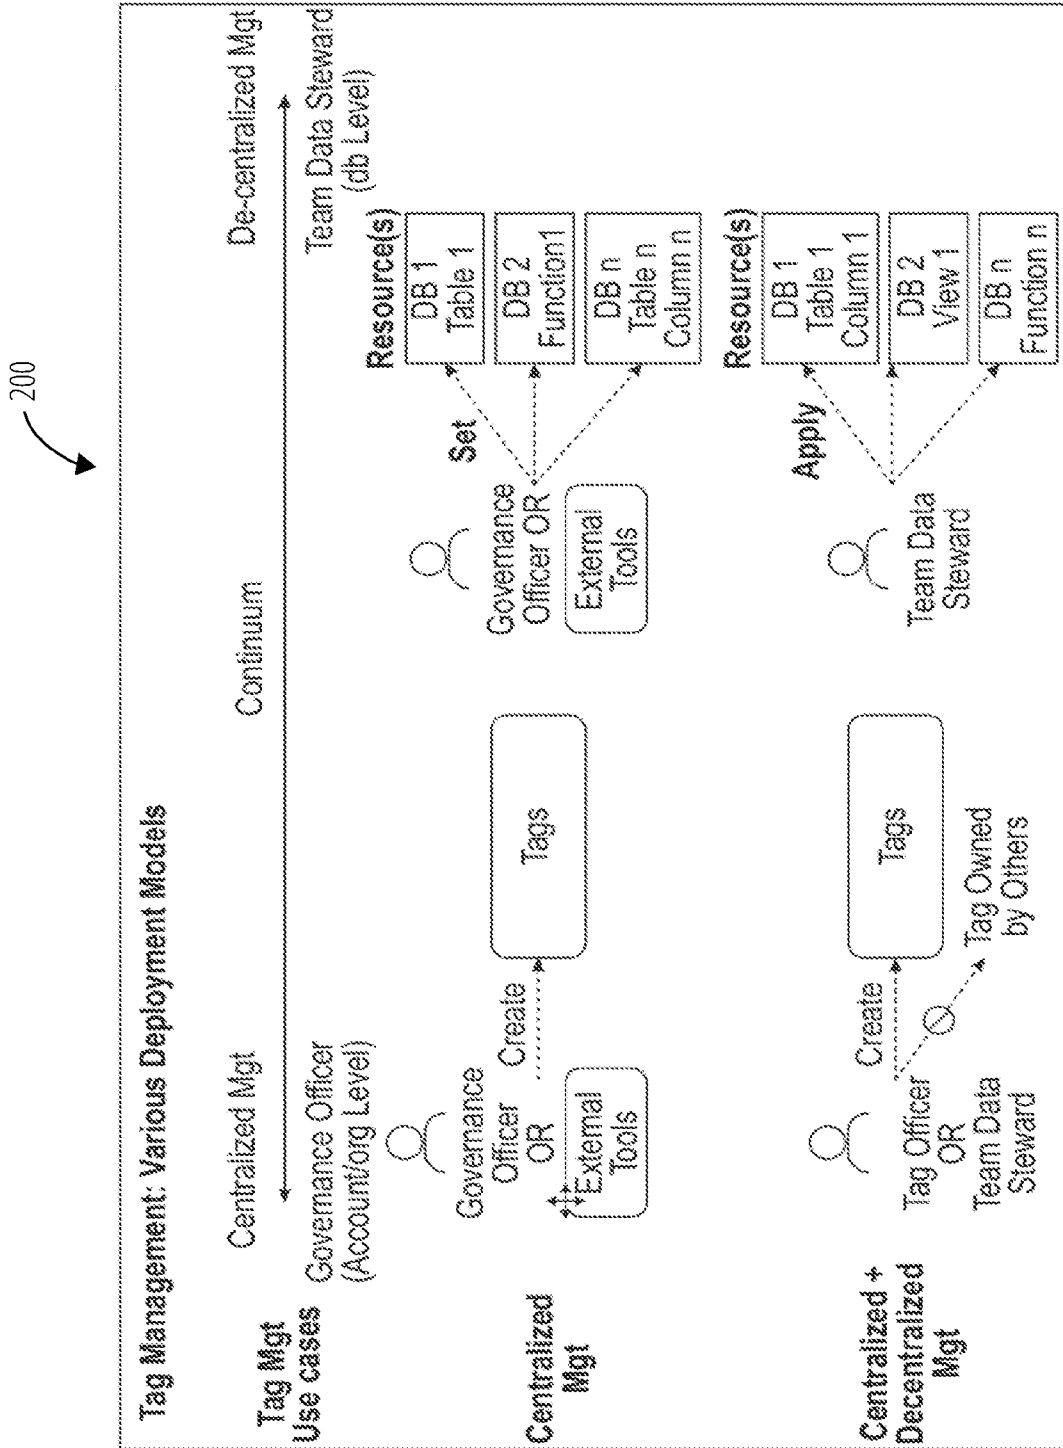 200
Tag Management: Various Deployment Models
Tag Mgt
Use cases
Centralized Mgt
Continuum
De-centralized Mgt
Governance Officer
(Account/org Level)
Team Data Steward
(db Level)
Centralized
Mgt
Governance
Officer
OR
External
Tools
Create
Tags
Governance
Officer OR
External
Tools
Set
Resource(s)
DB 1
Table 1
DB 2
Function1
DB n
Table n
Column n
Centralized +
Decentralized
Mgt
Tag Officer
OR
Team Data
Steward
Create
Tags
Tag Owned
by Others
Team Data
Steward
Apply
Resource(s)
DB 1
Table 1
Column 1
DB 2
View 1
DB n
Function n